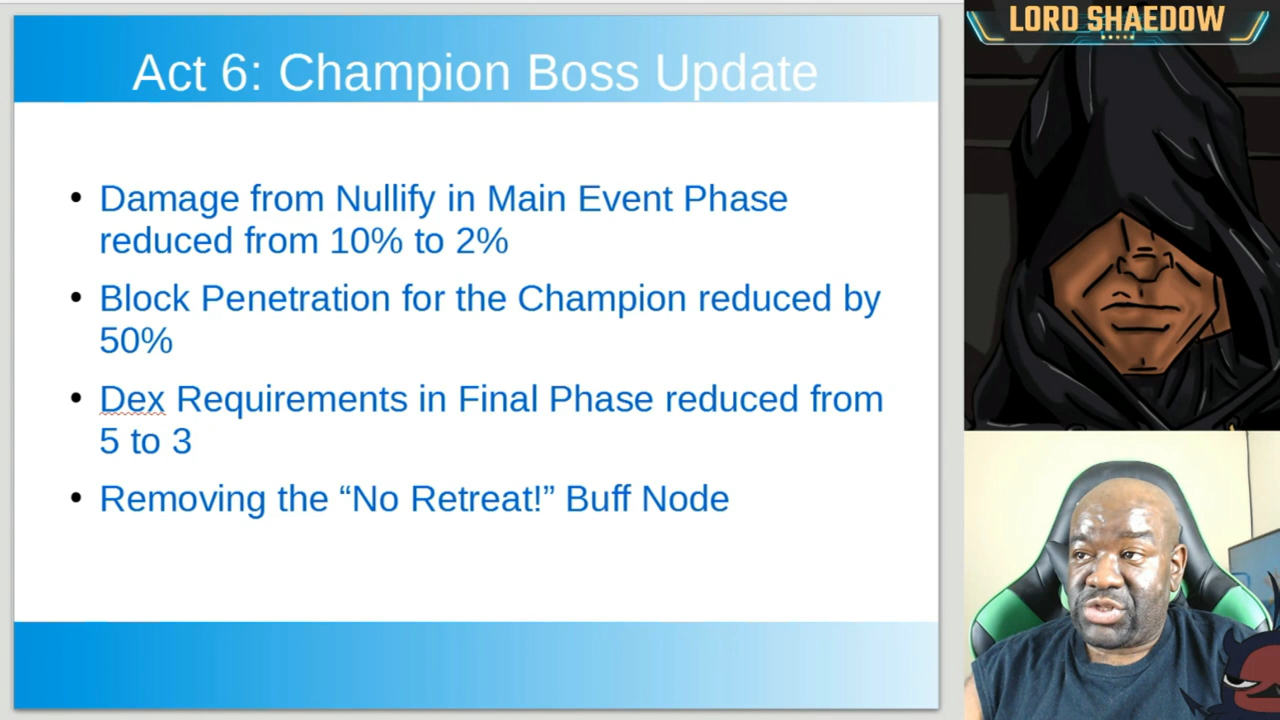 Act 6: Champion Boss Update
• Damage from Nullify in Main Event Phase
reduced from 10% to 2%
• Block Penetration for the Champion reduced by
50%
• Dex Requirements in Final Phase reduced from
5 to 3
• Removing the “No Retreat!” Buff Node
LORD SHAEDOW